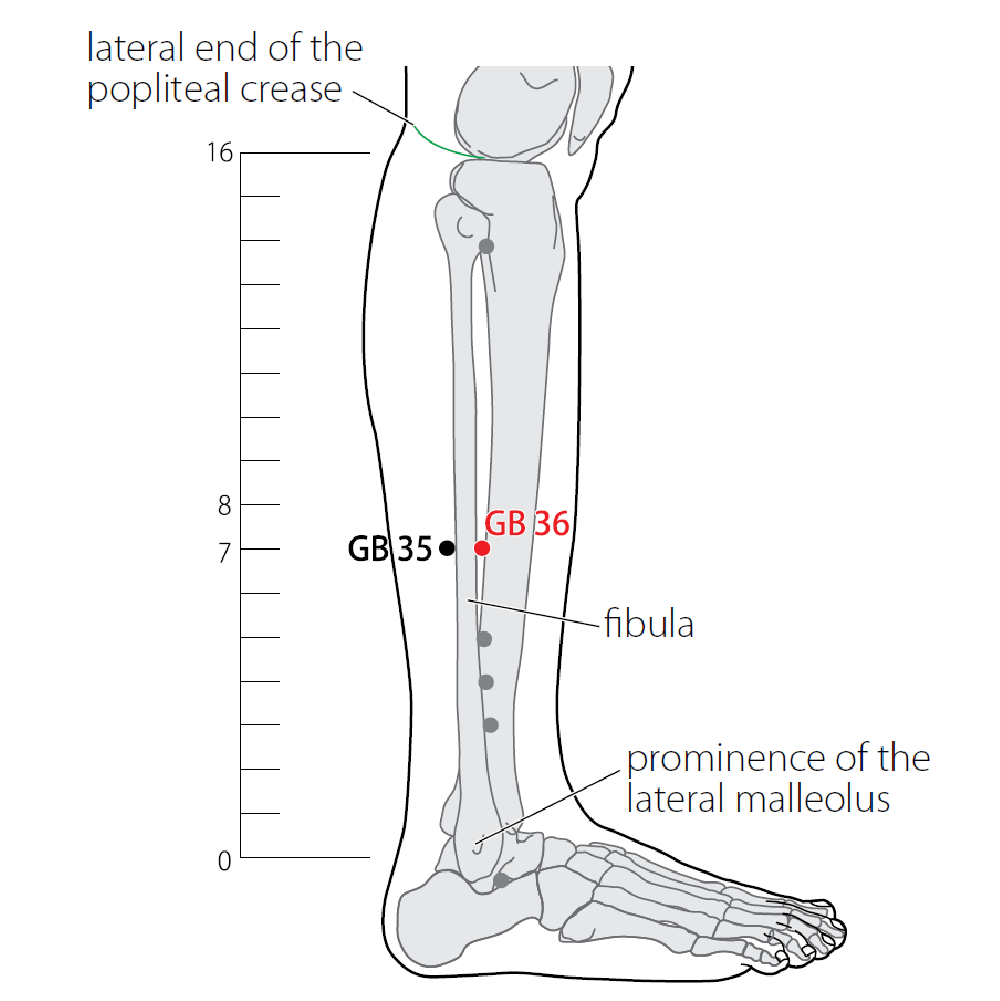 lateral end of the
popliteal crease
16
8
GB 36
GB 35
7
fibula
prominence of the
lateral malleolus
0